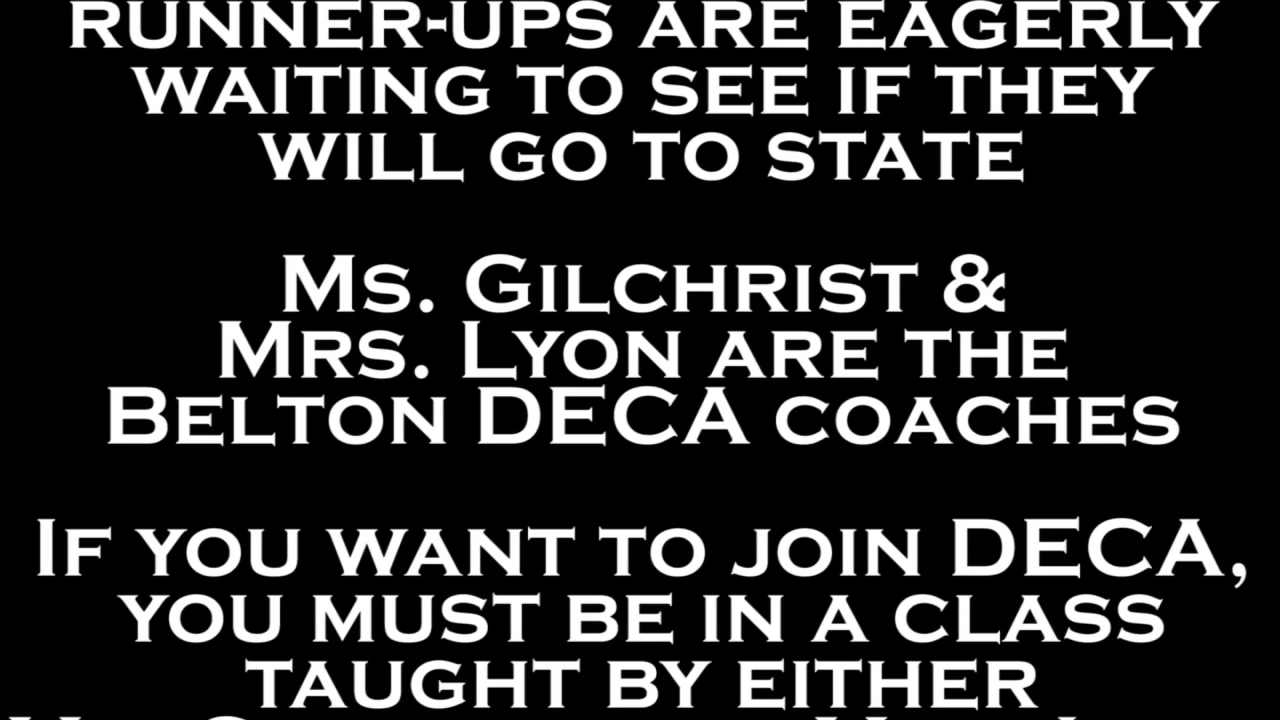 RUNNER-UPS ARE EAGERLY
WAITING TO SEE IF THEY
WILL GO TO STATE
MS. GILCHRIST &
MRS. LYON ARE THE
BELTON DECA COACHES
IF YOU WANT TO JOIN DECA,
YOU MUST BE IN A CLASS
TAUGHT BY EITHER